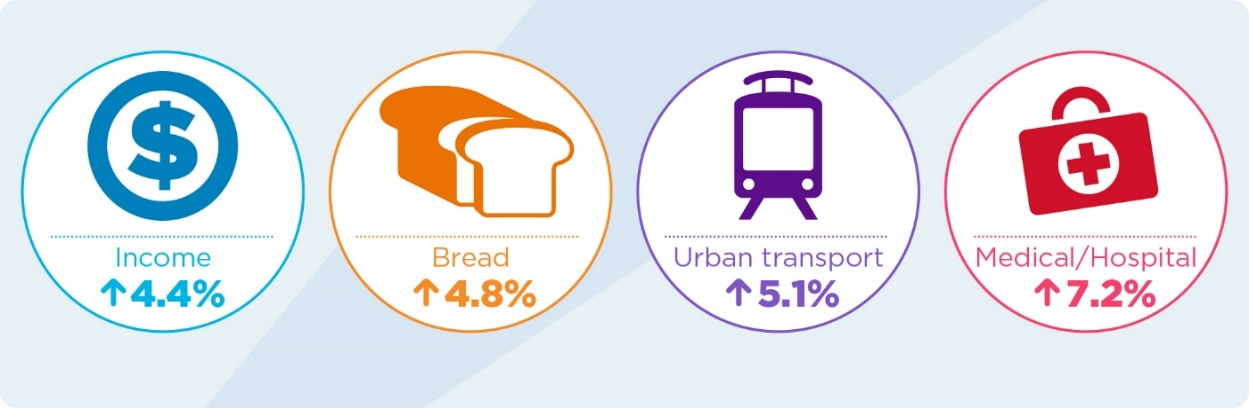 $
Income
↑4.4%
Bread
↑4.8%
Urban transport
↑5.1%
Medical/Hospital
↑7.2%